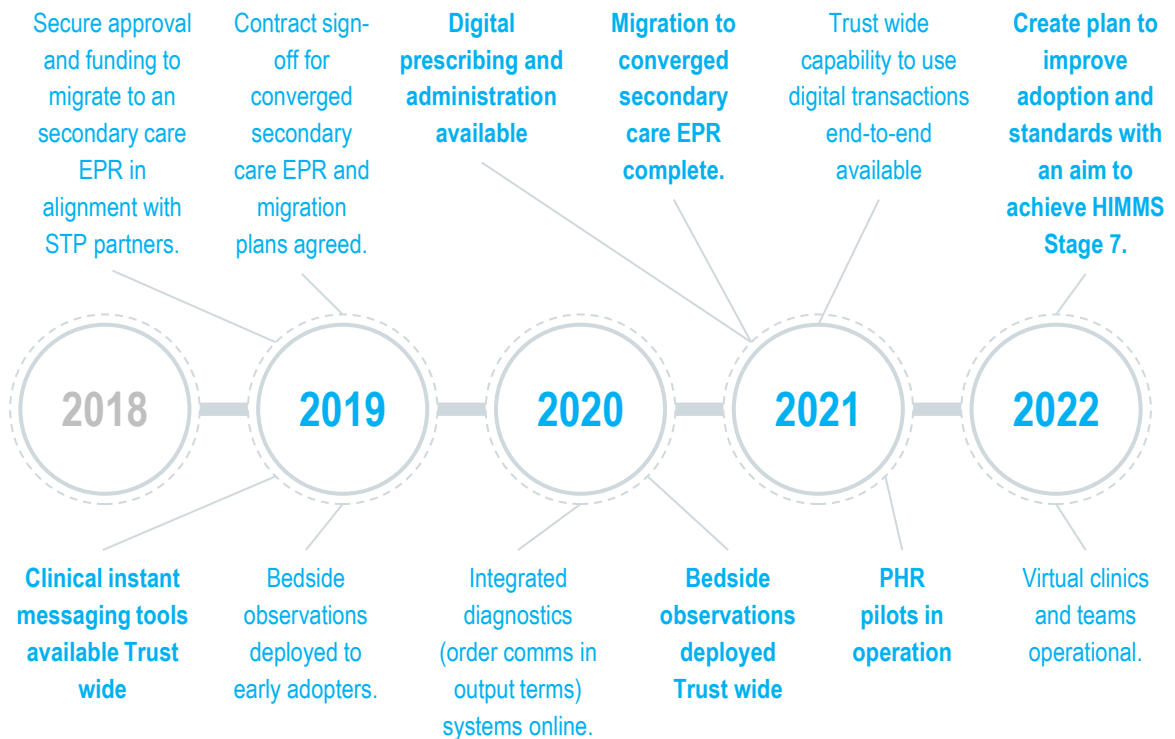 Secure approval
and funding to
migrate to an
secondary care
EPR in
alignment with
STP partners.
Contract sign-
off for
converged
secondary
care EPR and
migration
plans agreed.
Digital
prescribing and
administration
available
Migration to
converged
secondary
care EPR
complete.
Trust wide
capability to use
digital transactions
end-to-end
available
Create plan to
improve
adoption and
standards with
an aim to
achieve HIMMS
Stage 7.
2018
2019
2020
2021
2022
Clinical instant
messaging tools
available Trust
wide
Bedside
observations
deployed to
early adopters.
Integrated
diagnostics
(order comms in
output terms)
systems online.
Bedside
observations
deployed
Trust wide
PHR
pilots in
operation
Virtual clinics
and teams
operational.